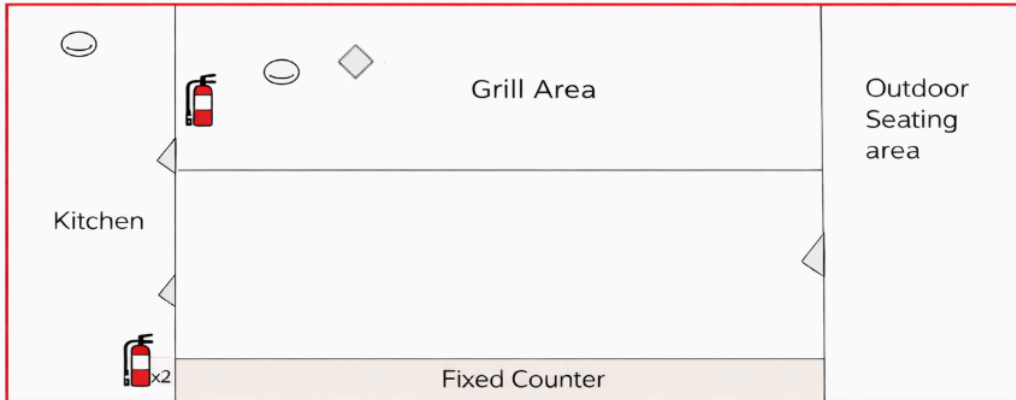 Grill Area
Outdoor
Seating
area
Kitchen
x2
Fixed Counter